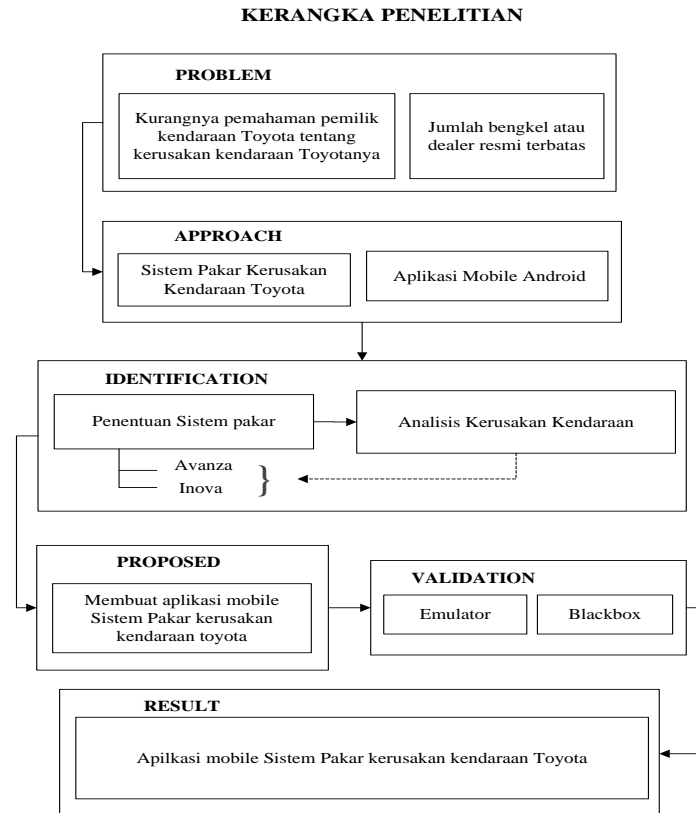 KERANGKA PENELITIAN
PROBLEM
Kurangnya pemahaman pemilik
kendaraan Toyota tentang
kerusakan kendaraan Toyotanya
Jumlah bengkel atau
dealer resmi terbatas
APPROACH
Sistem Pakar Kerusakan
Kendaraan Toyota
Aplikasi Mobile Android
IDENTIFICATION
Penentuan Sistem pakar
Analisis Kerusakan Kendaraan
Avanza
Inova
PROPOSED
Membuat aplikasi mobile
Sistem Pakar kerusakan
kendaraan toyota
VALIDATION
Emulator
Blackbox
RESULT
Apilkasi mobile Sistem Pakar kerusakan kendaraan Toyota